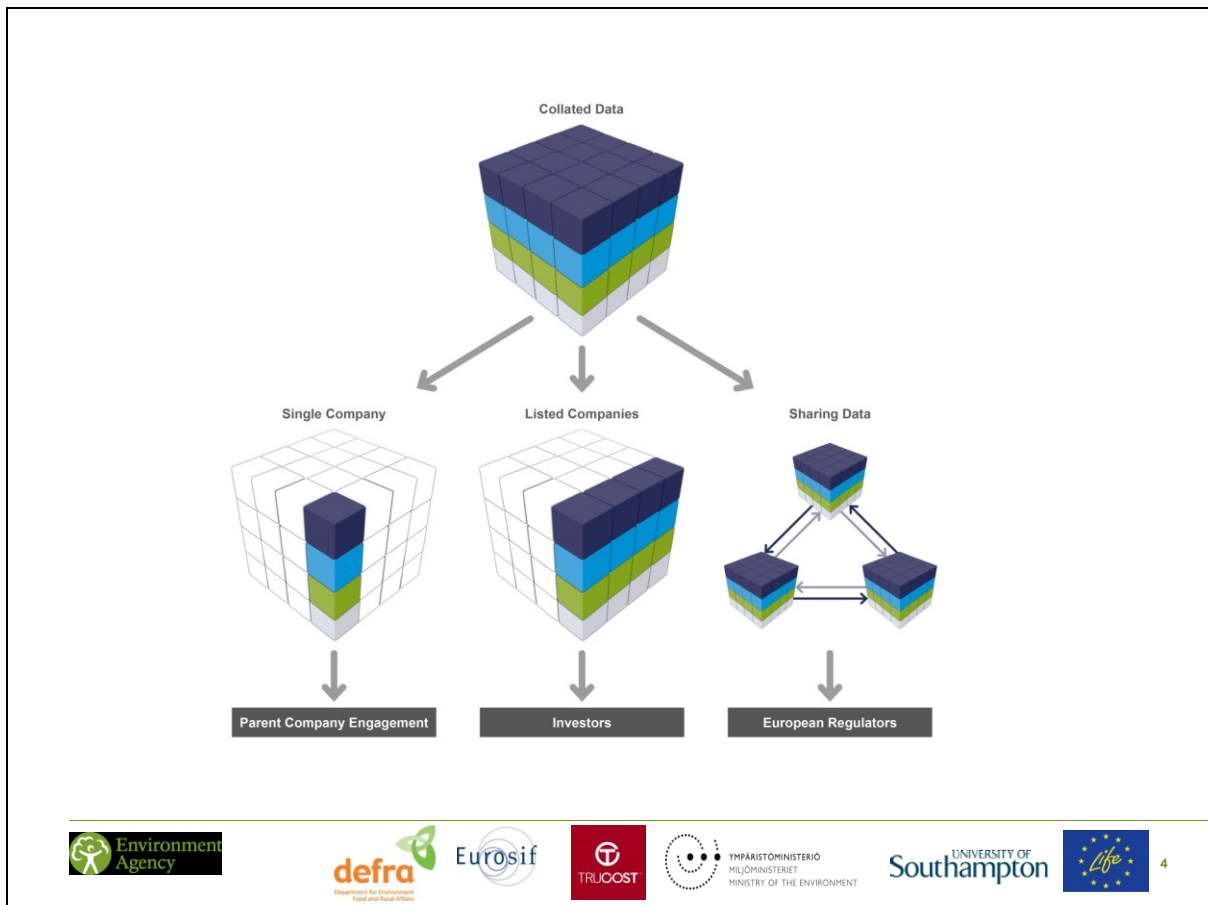 Collated Data
Single Company
Listed Companies
Sharing Data
Parent Company Engagement
Investors
European Regulators
Environment
Agency
defra
Department for Environment
Food and Rural Affairs
Eurosif
TRUCOST
YMPÄRISTÖMINISTERIÖ
MILJÖMINISTERIET
MINISTRY OF THE ENVIRONMENT
UNIVERSITY OF
Southampton
Life
4